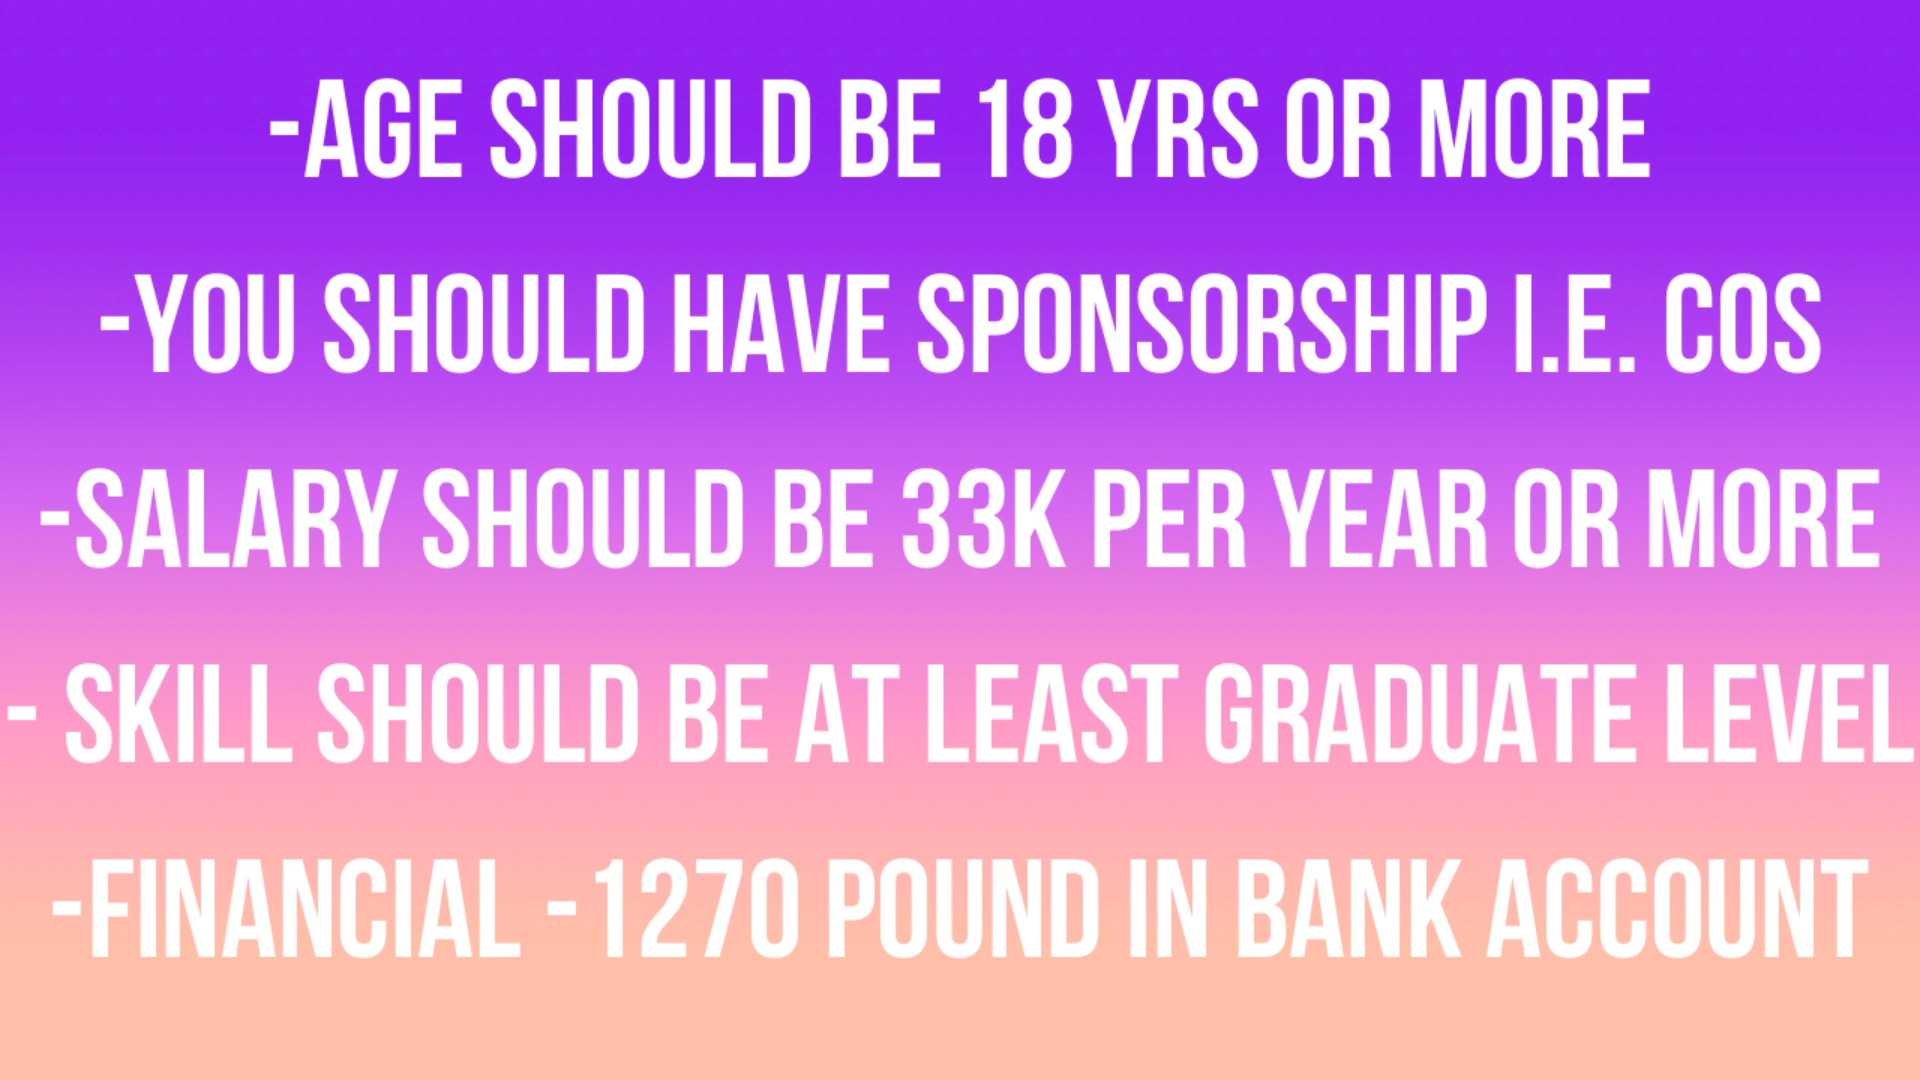 -AGE SHOULD BE 18 YRS OR MORE
-YOU SHOULD HAVE SPONSORSHIP I.E. COS
-SALARY SHOULD BE 33K PER YEAR OR MORE
- SKILL SHOULD BE AT LEAST GRADUATE LEVEL
-FINANCIAL -1270 POUND IN BANK ACCOUNT